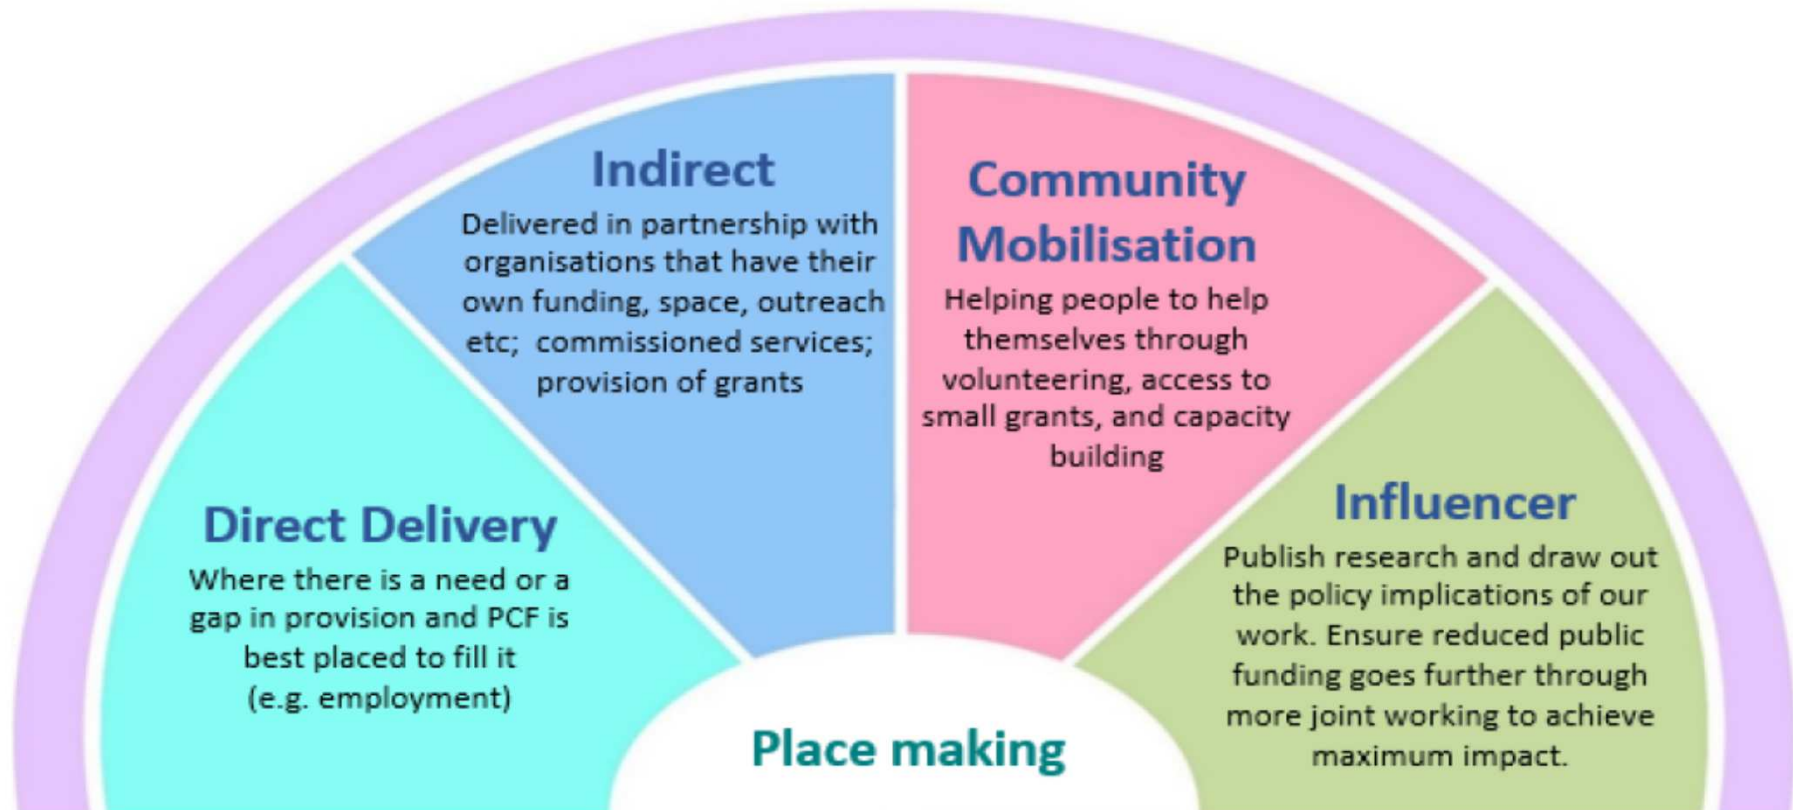 Indirect
Delivered in partnership with
organisations that have their
own funding, space, outreach
etc;  commissioned services;
provision of grants
Community
Mobilisation
Helping people to help
themselves through
volunteering, access to
small grants, and capacity
building
Direct Delivery
Where there is a need or a
gap in provision and PCF is
best placed to fill it
(e.g. employment)
Influencer
Publish research and draw out
the policy implications of our
work. Ensure reduced public
funding goes further through
more joint working to achieve
maximum impact.
Place making